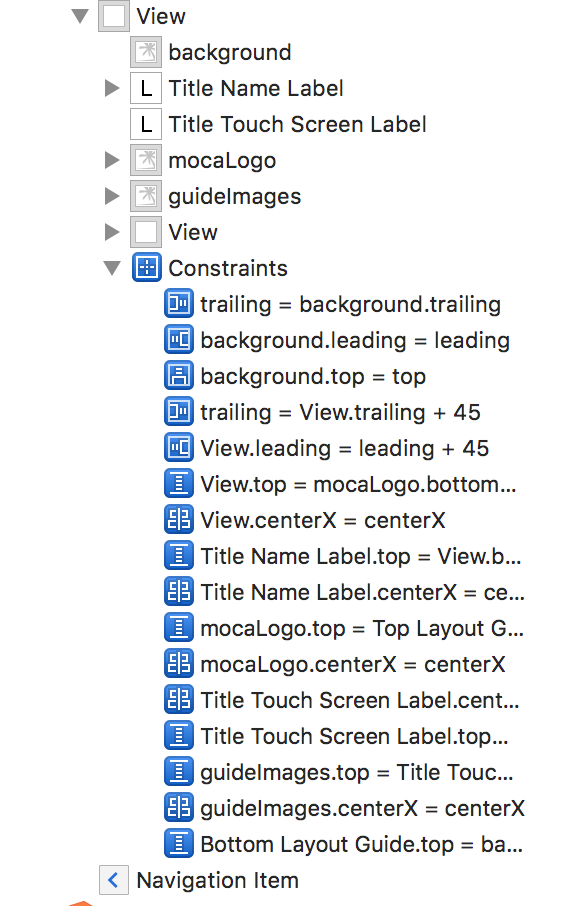 View
background
L Title Name Label
L Title Touch Screen Label
mocaLogo
guideImages
View
Constraints
trailing = background.trailing
background.leading = leading
background.top = top
trailing = View.trailing + 45
View.leading = leading + 45
View.top = mocaLogo.bottom...
View.centerX = centerX
Title Name Label.top = View.b...
Title Name Label.centerX = ce...
mocaLogo.top = Top Layout G...
mocaLogo.centerX = centerX
Title Touch Screen Label.cent...
Title Touch Screen Label.top...
guideImages.top = Title Touc...
guideImages.centerX = centerX
Bottom Layout Guide.top = ba...
Navigation Item